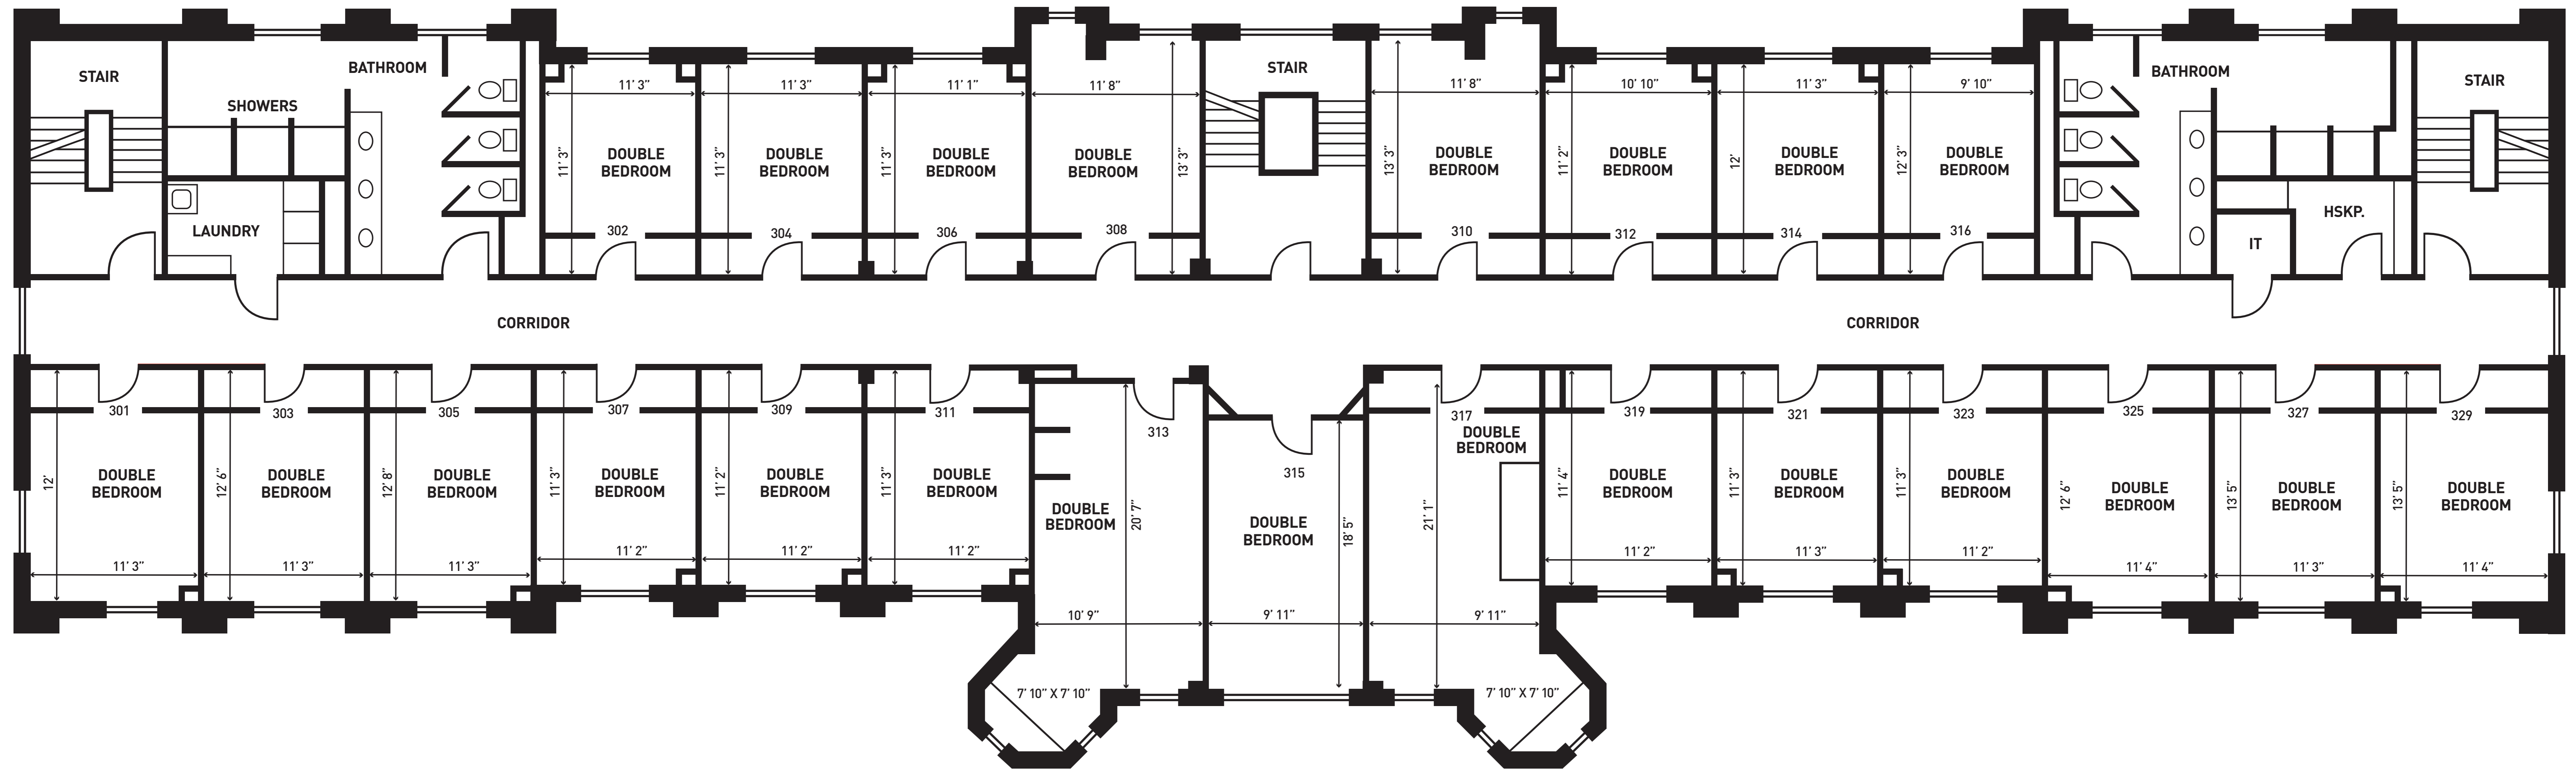 STAIR
BATHROOM
SHOWERS
LAUNDRY
11' 3"
11' 3"
DOUBLE
BEDROOM
302
11' 3"
11' 3"
DOUBLE
BEDROOM
304
11' 1"
11' 3"
DOUBLE
BEDROOM
306
11' 8"
13' 3"
DOUBLE
BEDROOM
308
STAIR
11' 8"
13' 3"
DOUBLE
BEDROOM
310
10' 10"
11' 2"
DOUBLE
BEDROOM
312
11' 3"
12'
DOUBLE
BEDROOM
314
9' 10"
12' 3"
DOUBLE
BEDROOM
316
BATHROOM
STAIR
HSKP.
IT
CORRIDOR
CORRIDOR
301
12'
DOUBLE
BEDROOM
11' 3"
303
12' 6"
DOUBLE
BEDROOM
11' 3"
305
12' 8"
DOUBLE
BEDROOM
11' 3"
307
11' 3"
DOUBLE
BEDROOM
11' 2"
309
11' 2"
DOUBLE
BEDROOM
11' 2"
311
11' 3"
DOUBLE
BEDROOM
11' 2"
313
DOUBLE
BEDROOM
20' 7"
10' 9"
7' 10" X 7' 10"
315
DOUBLE
BEDROOM
18' 5"
9' 11"
317
DOUBLE
BEDROOM
21' 1"
9' 11"
7' 10" X 7' 10"
319
11' 4"
DOUBLE
BEDROOM
11' 2"
321
11' 3"
DOUBLE
BEDROOM
11' 3"
323
11' 3"
DOUBLE
BEDROOM
11' 2"
325
12' 6"
DOUBLE
BEDROOM
11' 4"
327
13' 5"
DOUBLE
BEDROOM
11' 3"
329
13' 5"
DOUBLE
BEDROOM
11' 4"